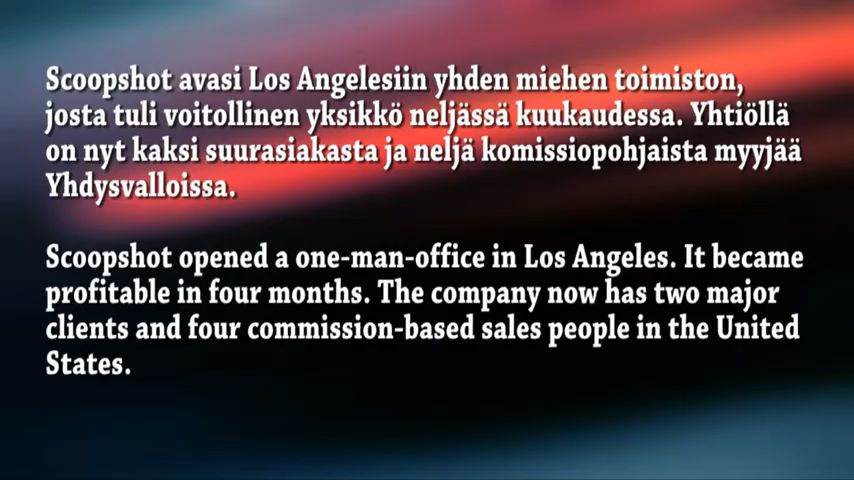 Scoopshot avasi Los Angelesiin yhden miehen toimiston,
josta tuli voitollinen yksikkö neljässä kuukaudessa. Yhtiöllä
on nyt kaksi suurasiakasta ja neljä komissiopohjaista myyjää
Yhdysvalloissa.
Scoopshot opened a one-man-office in Los Angeles. It became
profitable in four months. The company now has two major
clients and four commission-based sales people in the United
States.